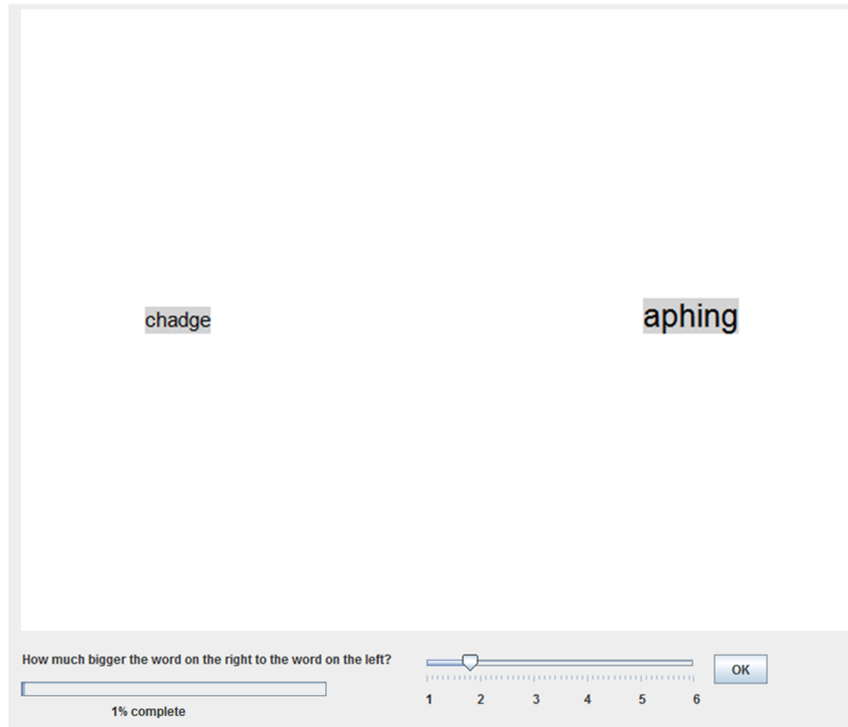 chadge
aphing
How much bigger the word on the right to the word on the left?
OK
1 2 3 4 5 6
1% complete